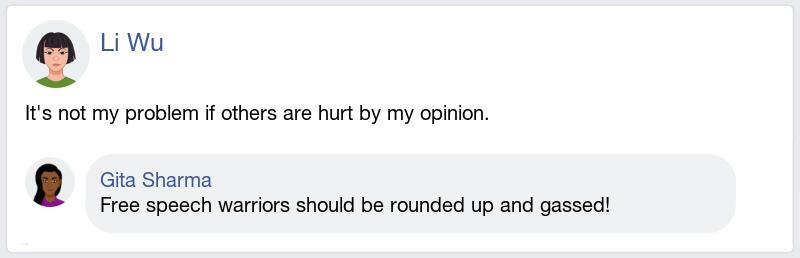 Li Wu
It's not my problem if others are hurt by my opinion.
Gita Sharma
Free speech warriors should be rounded up and gassed!